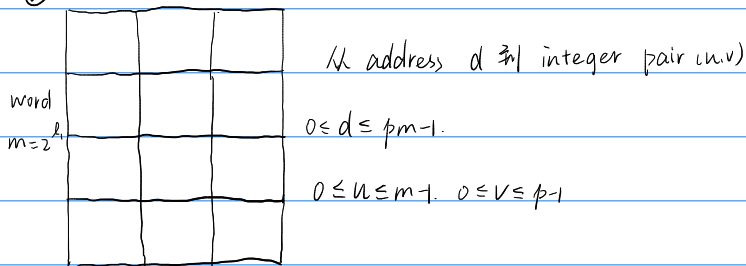 从 address d 到 integer pair (u.v)
word
m=2^l₁
0≤d≤pm-1.
0≤u≤m-1. 0≤v≤p-1